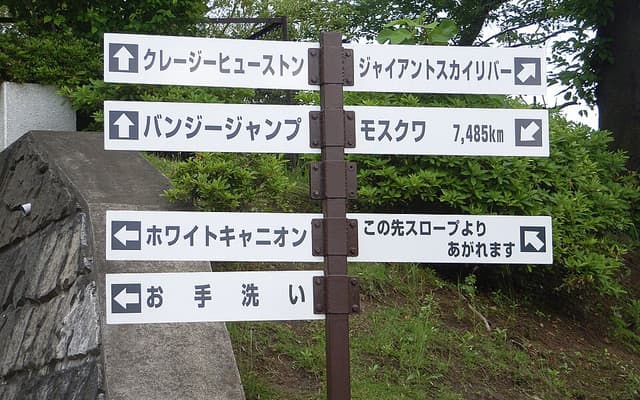 クレージーヒューストン
バンジージャンプ
ホワイトキャニオン
お手洗い
ジャイアントスカイリバー
モスクワ 7,485km
この先スロープより
あがれます